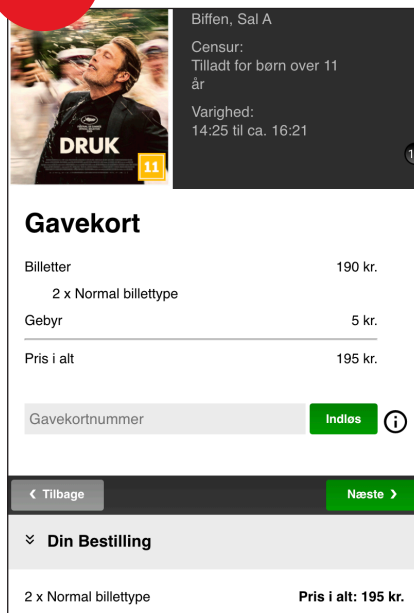 Biffen, Sal A
Censur:
Tilladt for børn over 11
år
Varighed:
14:25 til ca. 16:21
DRUK
11
1
Gavekort
Billetter 190 kr.
2 x Normal billettype
Gebyr 5 kr.
Pris i alt 195 kr.
Gavekortnummer Indløs i
Tilbage Næste
Din Bestilling
2 x Normal billettype Pris i alt: 195 kr.